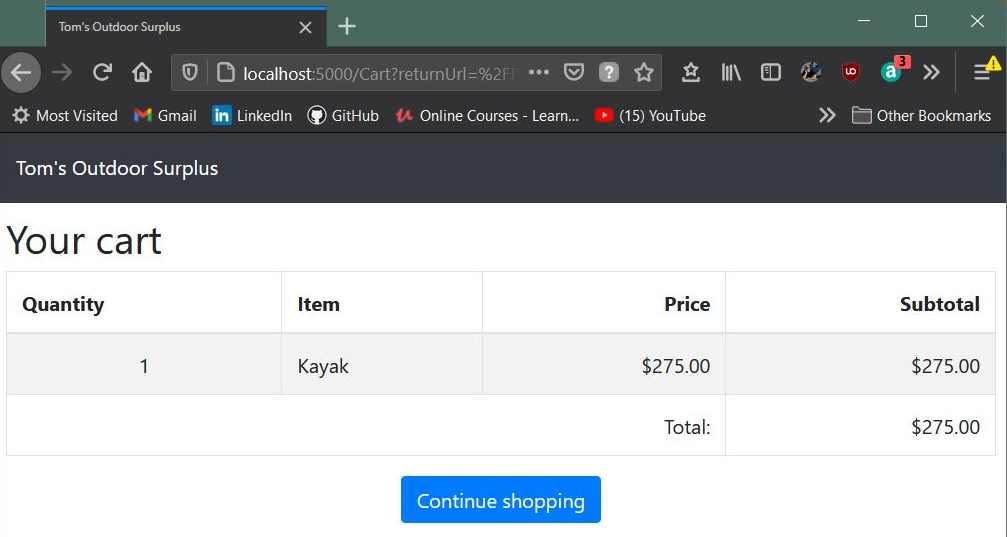 Tom's Outdoor Surplus
localhost:5000/Cart?returnUrl=%2F
3
Most Visited Gmail LinkedIn GitHub Online Courses - Learn... (15) YouTube Other Bookmarks
Tom's Outdoor Surplus
Your cart
Quantity Item Price Subtotal
1 Kayak $275.00 $275.00
Total: $275.00
Continue shopping